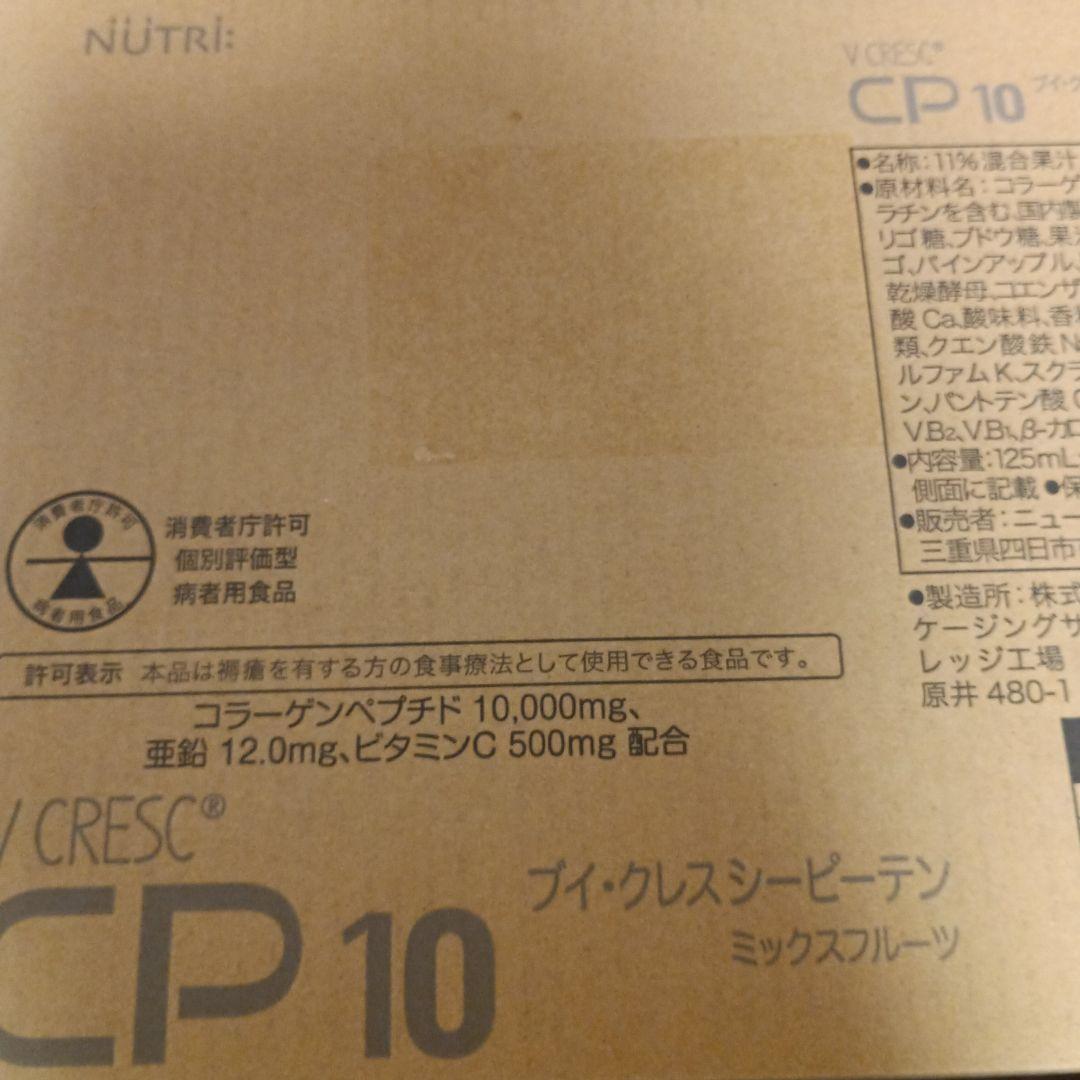 NUTRI:
V CRESC®
CP 10 ブイ・ク
●名称:11%混合果汁
●原材料名:コラーゲ
ラチンを含む、国内製
リゴ糖、ブドウ糖、果
ゴ、パインアップル、
乾燥酵母、コエンザ
酸Ca、酸味料、香料
類、クエン酸鉄N
ルファムK、スクラ
ン、パントテン酸C
V.B2、V.B1、β-カロ
●内容量:125mL
側面に記載 ●保
●販売者:ニュー
三重県四日市
●製造所:株式
ケージングサ
レッジ工場
原井 480-1
消費者庁許可
病者用食品
消費者庁許可
個別評価型
病者用食品
許可表示 本品は褥瘡を有する方の食事療法として使用できる食品です。
コラーゲンペプチド 10,000mg、
亜鉛 12.0mg、ビタミンC 500mg 配合
V CRESC®
CP10
ブイ・クレスシーピーテン
ミックスフルーツ